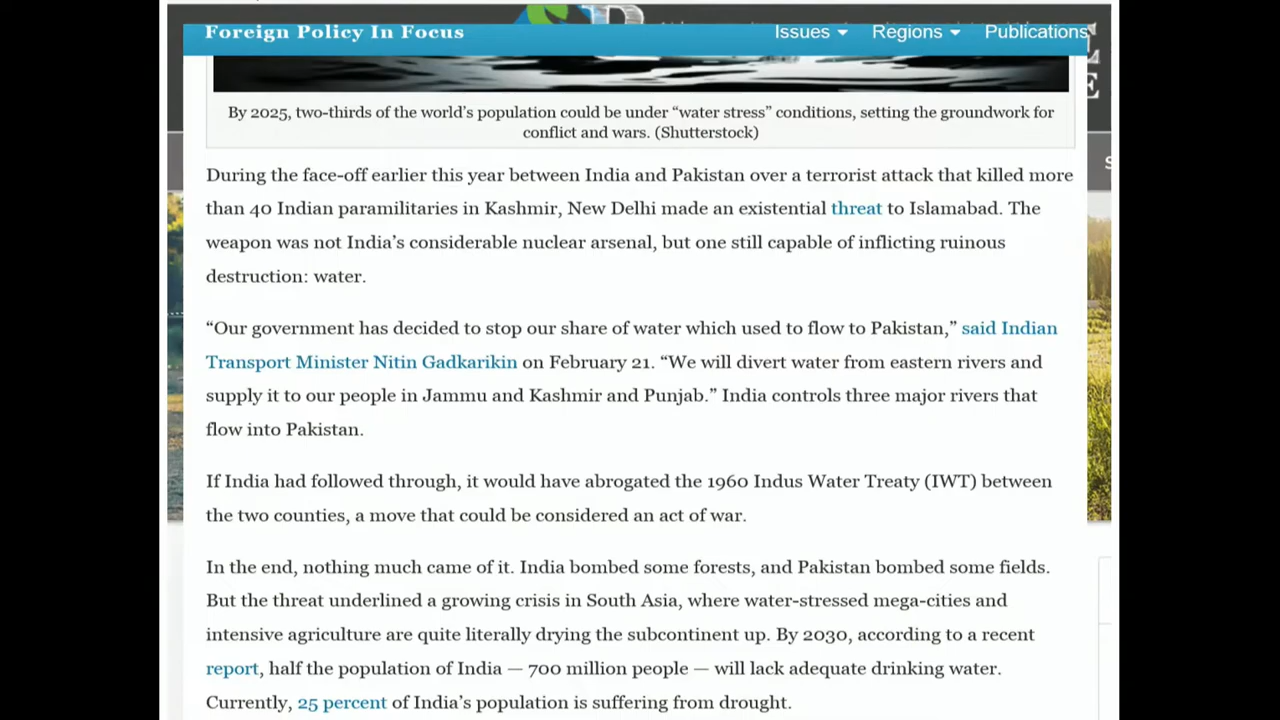 Foreign Policy In Focus
Issues Regions Publications
By 2025, two-thirds of the world's population could be under “water stress” conditions, setting the groundwork for
conflict and wars. (Shutterstock)
During the face-off earlier this year between India and Pakistan over a terrorist attack that killed more
than 40 Indian paramilitaries in Kashmir, New Delhi made an existential threat to Islamabad. The
weapon was not India's considerable nuclear arsenal, but one still capable of inflicting ruinous
destruction: water.
“Our government has decided to stop our share of water which used to flow to Pakistan,” said Indian
Transport Minister Nitin Gadkarikin on February 21. “We will divert water from eastern rivers and
supply it to our people in Jammu and Kashmir and Punjab.” India controls three major rivers that
flow into Pakistan.
If India had followed through, it would have abrogated the 1960 Indus Water Treaty (IWT) between
the two counties, a move that could be considered an act of war.
In the end, nothing much came of it. India bombed some forests, and Pakistan bombed some fields.
But the threat underlined a growing crisis in South Asia, where water-stressed mega-cities and
intensive agriculture are quite literally drying the subcontinent up. By 2030, according to a recent
report, half the population of India — 700 million people — will lack adequate drinking water.
Currently, 25 percent of India's population is suffering from drought.